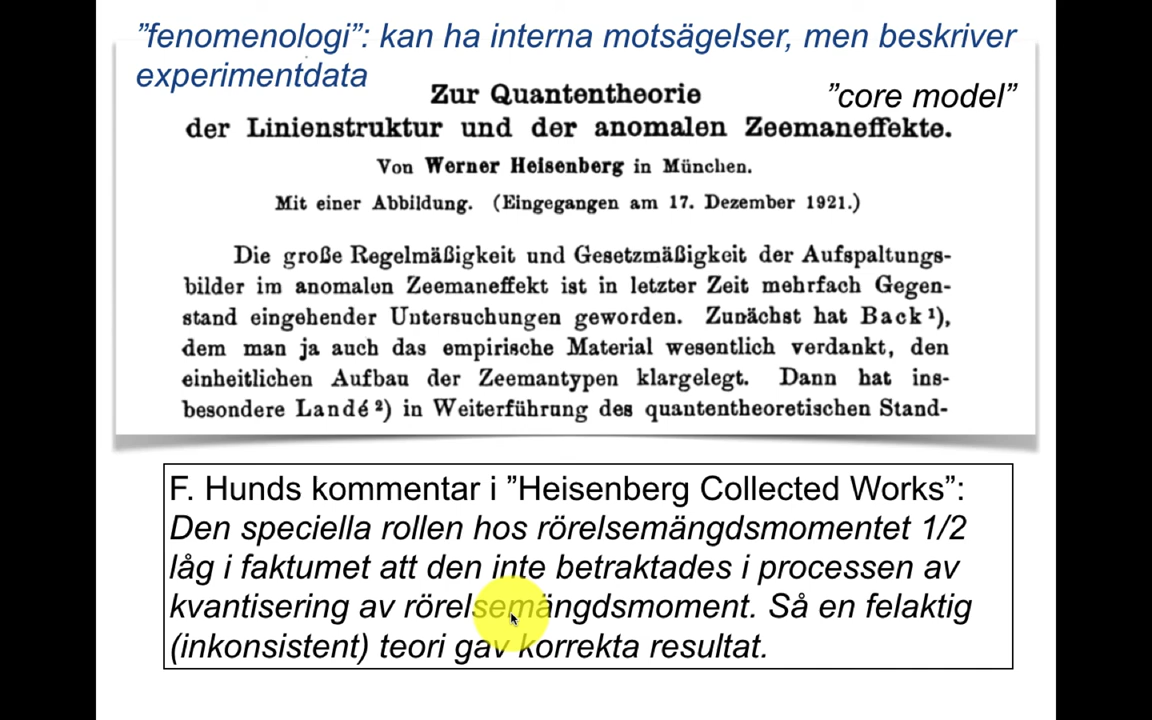 ”fenomenologi”: kan ha interna motsägelser, men beskriver
experimentdata
Zur Quantentheorie
”core model”
der Linienstruktur und der anomalen Zeemaneffekte.
Von Werner Heisenberg in München.
Mit einer Abbildung. (Eingegangen am 17. Dezember 1921.)
Die große Regelmäßigkeit und Gesetzmäßigkeit der Aufspaltungs-
bilder im anomalen Zeemaneffekt ist in letzter Zeit mehrfach Gegen-
stand eingehender Untersuchungen geworden. Zunächst hat Back ¹),
dem man ja auch das empirische Material wesentlich verdankt, den
einheitlichen Aufbau der Zeemantypen klargelegt. Dann hat ins-
besondere Landé ²) in Weiterführung des quantentheoretischen Stand-
F. Hunds kommentar i ”Heisenberg Collected Works”:
Den speciella rollen hos rörelsemängdsmomentet 1/2
låg i faktumet att den inte betraktades i processen av
kvantisering av rörelsemängdsmoment. Så en felaktig
(inkonsistent) teori gav korrekta resultat.